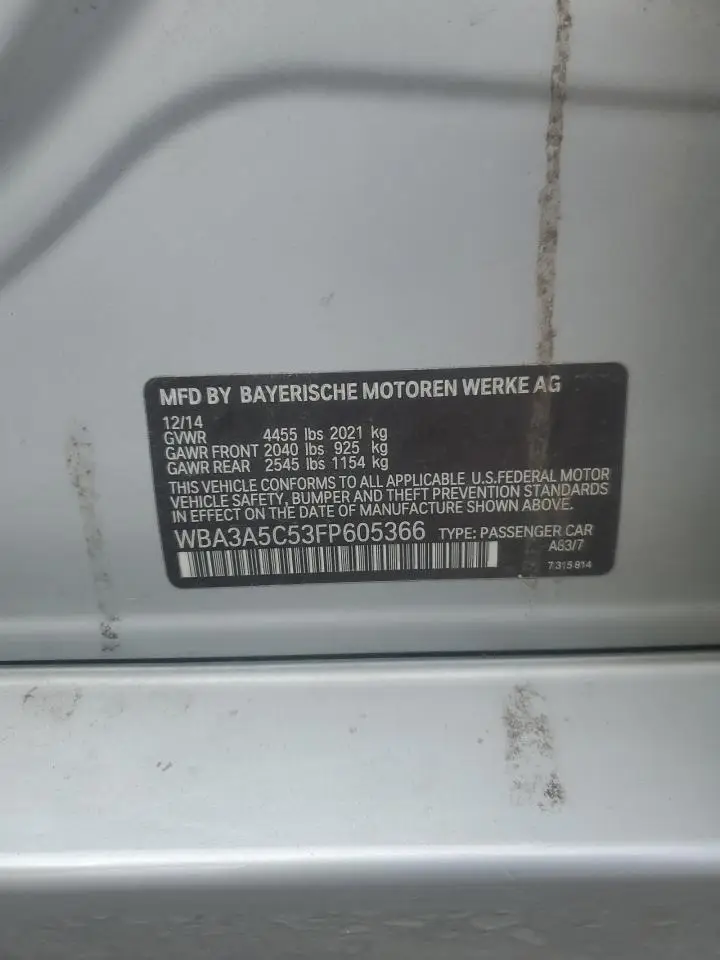 MFD BY BAYERISCHE MOTOREN WERKE AG
12/14
GVWR 4455 lbs 2021 kg
GAWR FRONT 2040 lbs 925 kg
GAWR REAR 2545 lbs 1154 kg
THIS VEHICLE CONFORMS TO ALL APPLICABLE U.S.FEDERAL MOTOR
VEHICLE SAFETY, BUMPER AND THEFT PREVENTION STANDARDS
IN EFFECT ON THE DATE OF MANUFACTURE SHOWN ABOVE.
WBA3A5C53FP605366 TYPE: PASSENGER CAR
A83/7
7 315 814